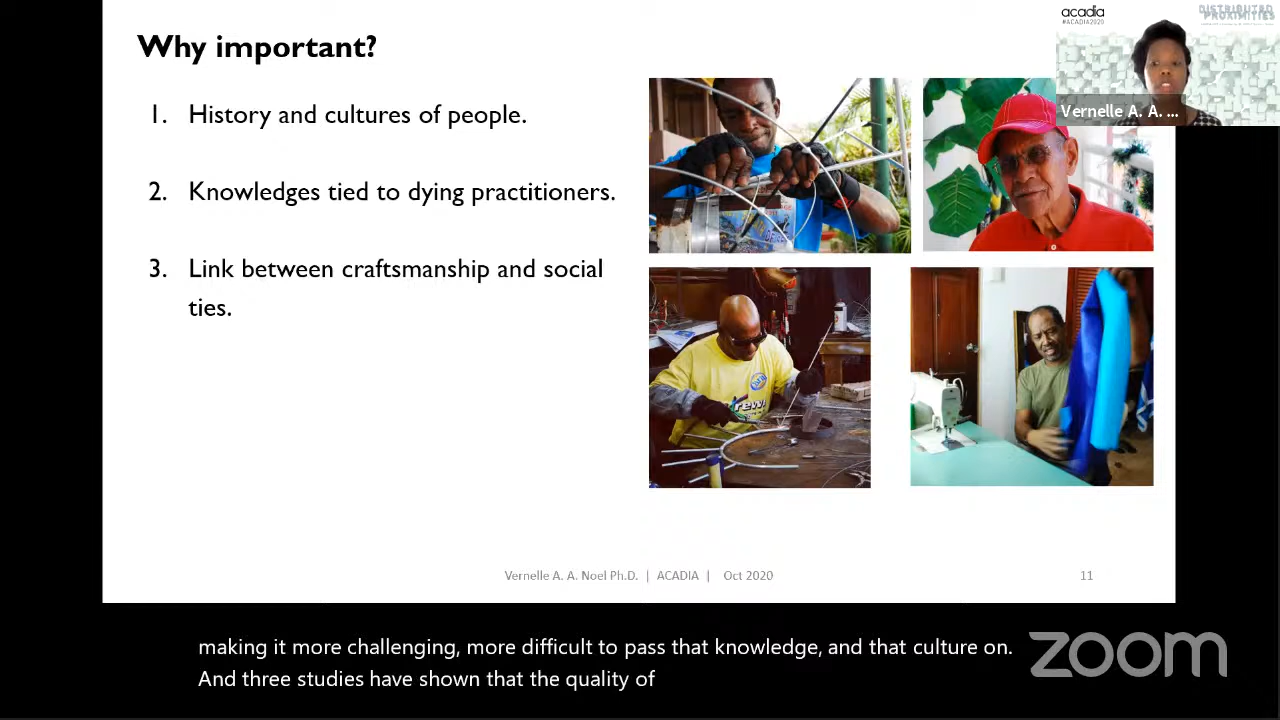 Why important?
acadia
#ACADIA2020
DISTRIBUTED
PROXIMITIES
Vernelle A. A. ...
1. History and cultures of people.
2. Knowledges tied to dying practitioners.
3. Link between craftsmanship and social
ties.
Vernelle A. A. Noel Ph.D. | ACADIA | Oct 2020
11
making it more challenging, more difficult to pass that knowledge, and that culture on.
And three studies have shown that the quality of
zoom